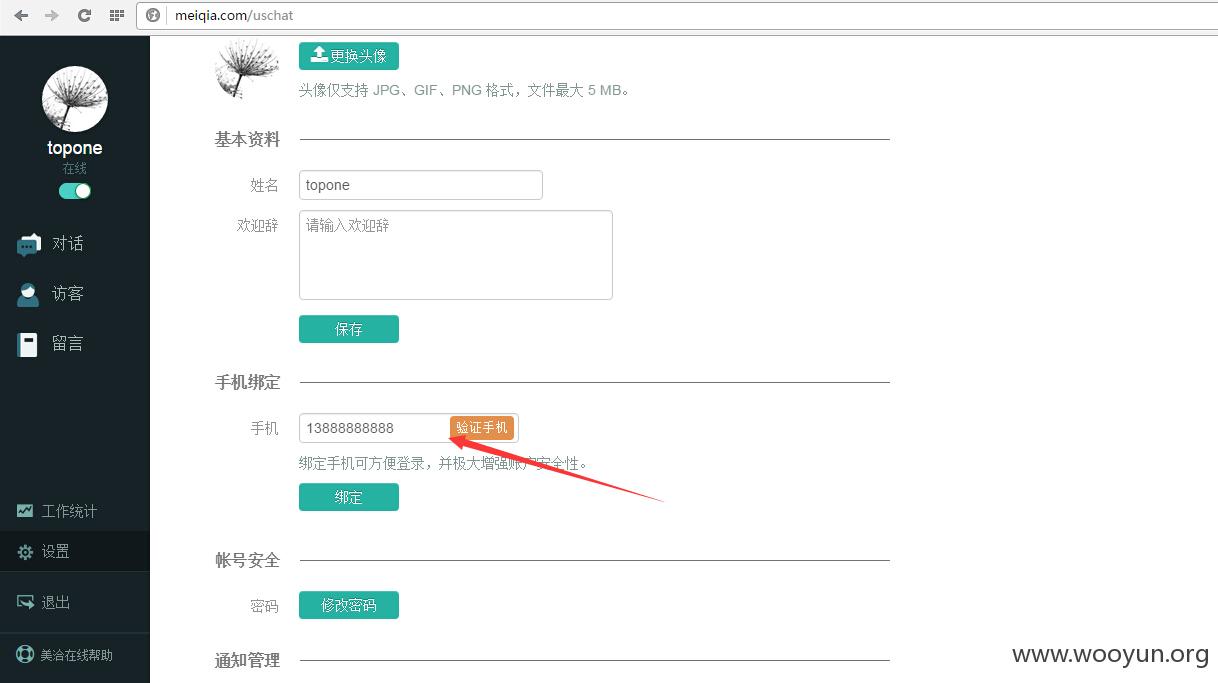 meiqia.com/uschat
topone
在线
对话
访客
留言
工作统计
设置
退出
美洽在线帮助
更换头像
头像仅支持 JPG、GIF、PNG 格式，文件最大 5 MB。
基本资料
姓名 topone
欢迎辞 请输入欢迎辞
保存
手机绑定
手机 13888888888 验证手机
绑定手机可方便登录，并极大增强账户安全性。
绑定
帐号安全
密码 修改密码
通知管理
www.wooyun.org